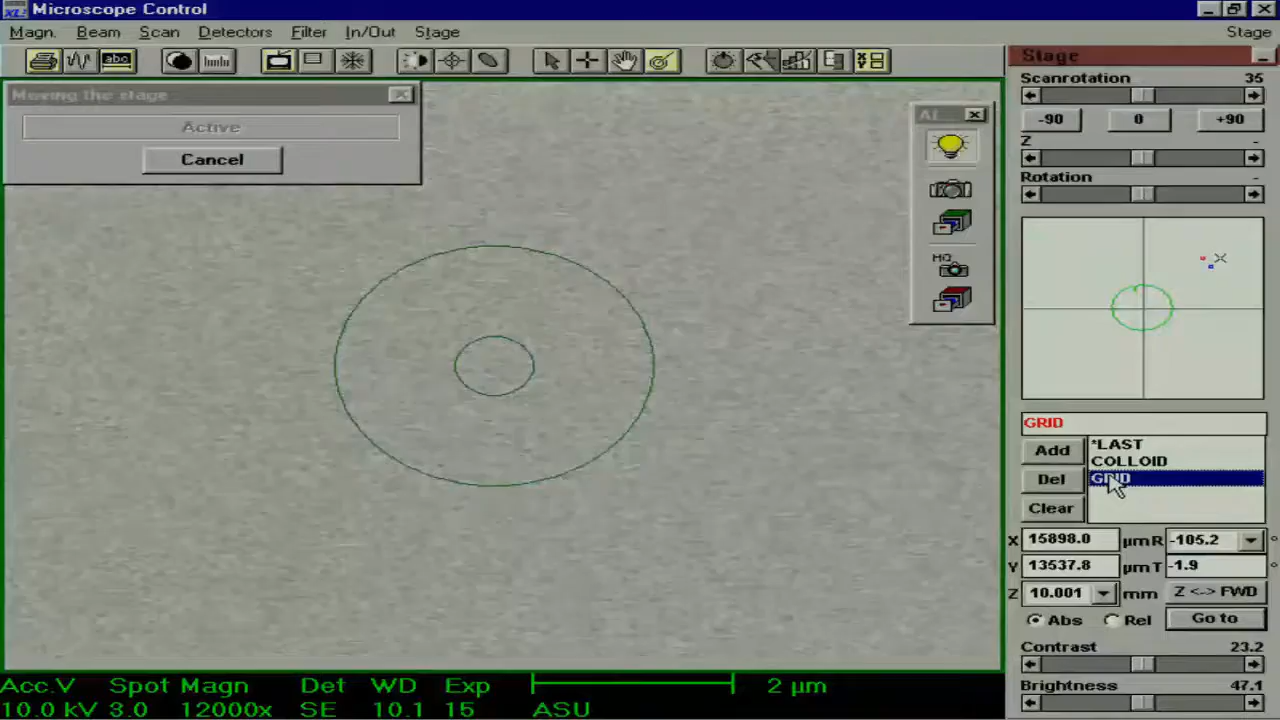 XL Microscope Control
Magn. Beam Scan Detectors Filter In/Out Stage
Stage
abc
Moving the stage
Active
Cancel
HQ
Stage
Scanrotation 35
-90 0 +90
Z -
Rotation -
GRID
Add
Del
Clear
*LAST
COLLOID
GRID
X 15898.0 µm R -105.2 °
Y 13537.8 µm T -1.9 °
Z 10.001 mm Z <-> FWD
Abs Rel Go to
Contrast 23.2
Brightness 47.1
Acc.V Spot Magn Det WD Exp 2 µm
10.0 kV 3.0 12000x SE 10.1 15 ASU